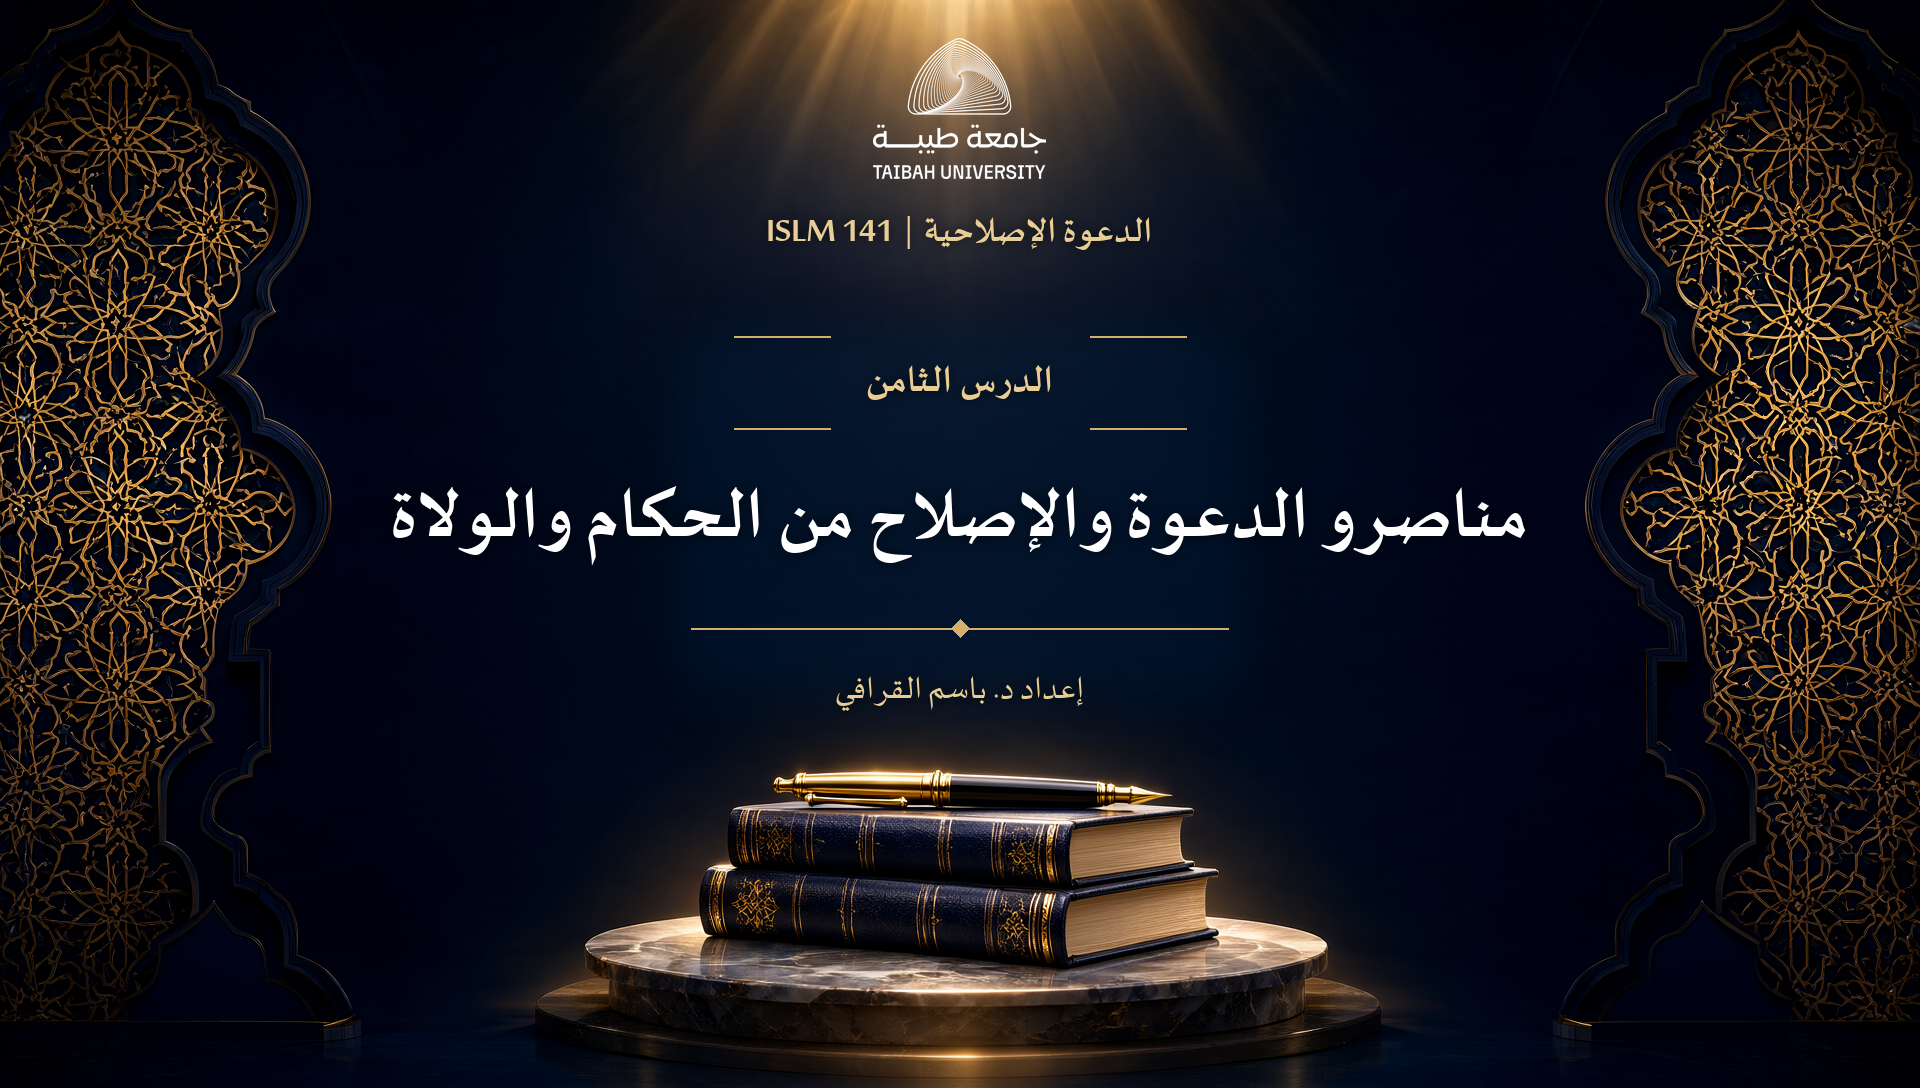 جامعة طيبة
TAIBAH UNIVERSITY
الدعوة الإصلاحية | ISLM 141
الدرس الثامن
مناصرو الدعوة والإصلاح من الحكام والولاة
إعداد د. باسم القرافي